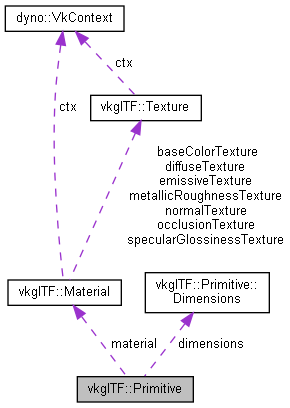 dyno::VkContext
ctx
ctx
vkglTF::Texture
baseColorTexture
diffuseTexture
emissiveTexture
metallicRoughnessTexture
normalTexture
occlusionTexture
specularGlossinessTexture
vkglTF::Material
vkglTF::Primitive::
Dimensions
material
dimensions
vkglTF::Primitive